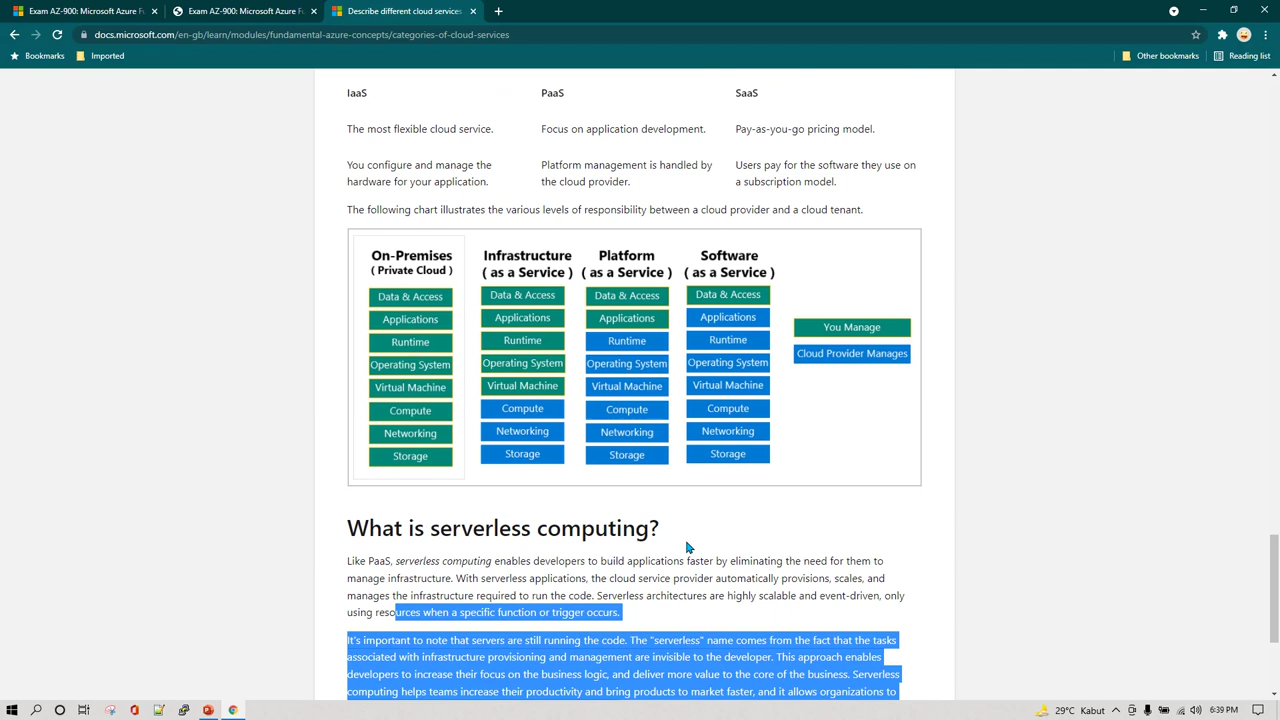 Exam AZ-900: Microsoft Azure Fu
Exam AZ-900: Microsoft Azure Fu
Describe different cloud services
docs.microsoft.com/en-gb/learn/modules/fundamental-azure-concepts/categories-of-cloud-services
Bookmarks
Imported
Other bookmarks
Reading list
IaaS
PaaS
SaaS
The most flexible cloud service.
Focus on application development.
Pay-as-you-go pricing model.
You configure and manage the
hardware for your application.
Platform management is handled by
the cloud provider.
Users pay for the software they use on
a subscription model.
The following chart illustrates the various levels of responsibility between a cloud provider and a cloud tenant.
On-Premises
( Private Cloud )
Data & Access
Applications
Runtime
Operating System
Virtual Machine
Compute
Networking
Storage
Infrastructure
( as a Service )
Data & Access
Applications
Runtime
Operating System
Virtual Machine
Compute
Networking
Storage
Platform
( as a Service )
Data & Access
Applications
Runtime
Operating System
Virtual Machine
Compute
Networking
Storage
Software
( as a Service )
Data & Access
Applications
Runtime
Operating System
Virtual Machine
Compute
Networking
Storage
You Manage
Cloud Provider Manages
What is serverless computing?
Like PaaS, serverless computing enables developers to build applications faster by eliminating the need for them to
manage infrastructure. With serverless applications, the cloud service provider automatically provisions, scales, and
manages the infrastructure required to run the code. Serverless architectures are highly scalable and event-driven, only
using resources when a specific function or trigger occurs.
It's important to note that servers are still running the code. The "serverless" name comes from the fact that the tasks
associated with infrastructure provisioning and management are invisible to the developer. This approach enables
developers to increase their focus on the business logic, and deliver more value to the core of the business. Serverless
computing helps teams increase their productivity and bring products to market faster, and it allows organizations to
29°C Kabut
6:39 PM